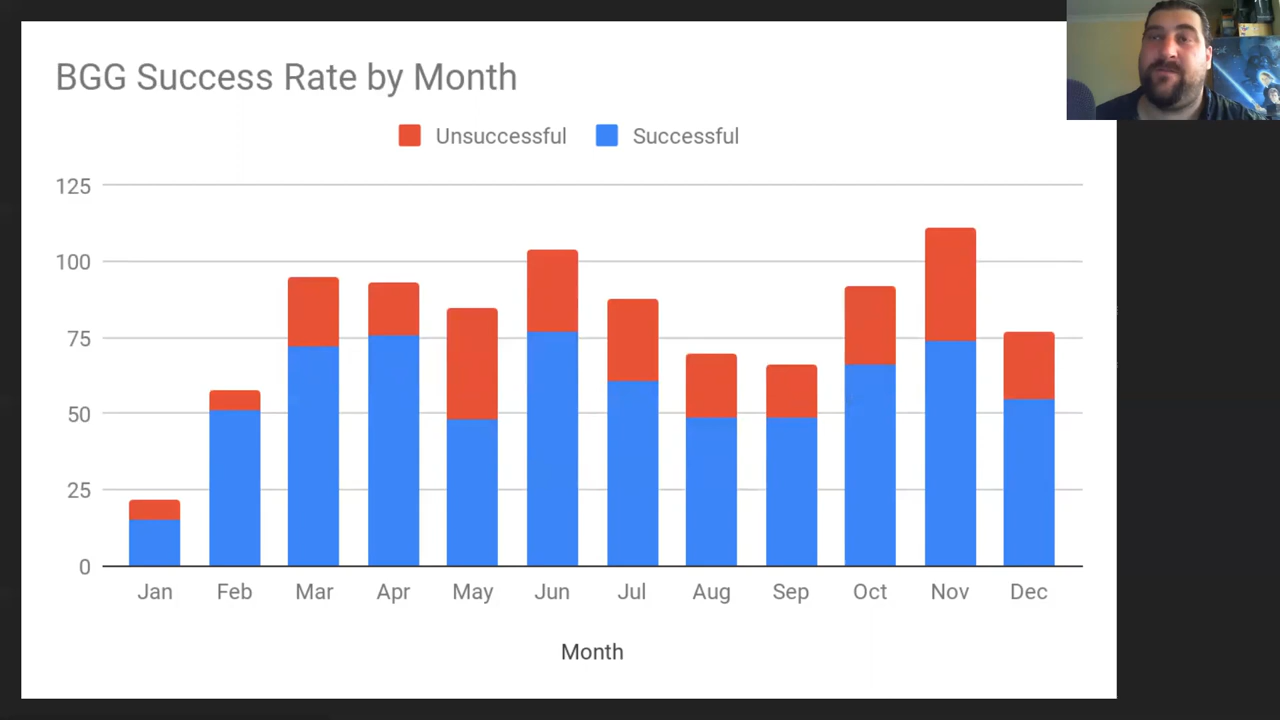 BGG Success Rate by Month
Unsuccessful Successful
125
100
75
50
25
0
Jan Feb Mar Apr May Jun Jul Aug Sep Oct Nov Dec
Month